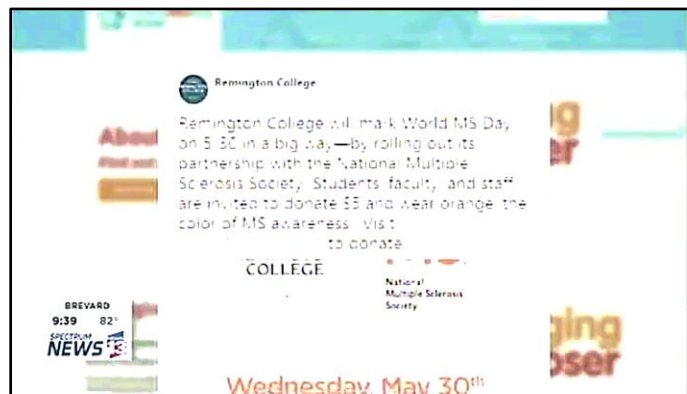 Remington College
Remington College will mark World MS Day
on 5/30 in a big way—by rolling out its
partnership with the National Multiple
Sclerosis Society. Students, faculty, and staff
are invited to donate $5 and wear orange, the
color of MS awareness. Visit
to donate
COLLEGE
National
Multiple Sclerosis
Society
BREVARD
9:39 82°
SPECTRUM
NEWS 13
Wednesday, May 30th